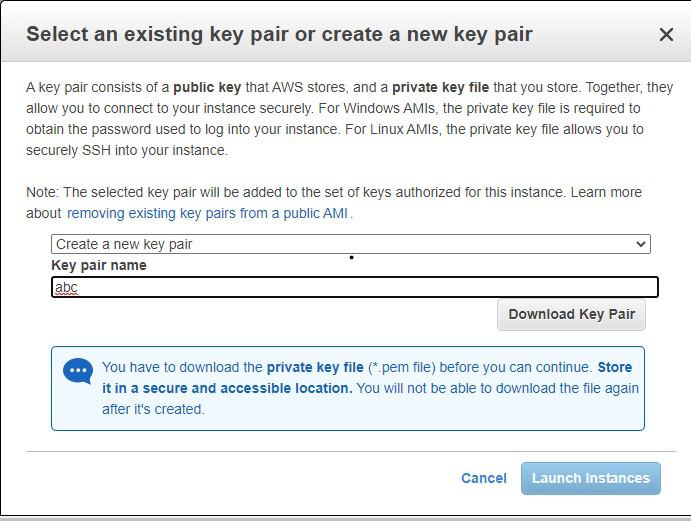 Select an existing key pair or create a new key pair
A key pair consists of a public key that AWS stores, and a private key file that you store. Together, they
allow you to connect to your instance securely. For Windows AMIs, the private key file is required to
obtain the password used to log into your instance. For Linux AMIs, the private key file allows you to
securely SSH into your instance.
Note: The selected key pair will be added to the set of keys authorized for this instance. Learn more
about removing existing key pairs from a public AMI.
Create a new key pair
Key pair name
abc
Download Key Pair
You have to download the private key file (*.pem file) before you can continue. Store
it in a secure and accessible location. You will not be able to download the file again
after it's created.
Cancel Launch Instances